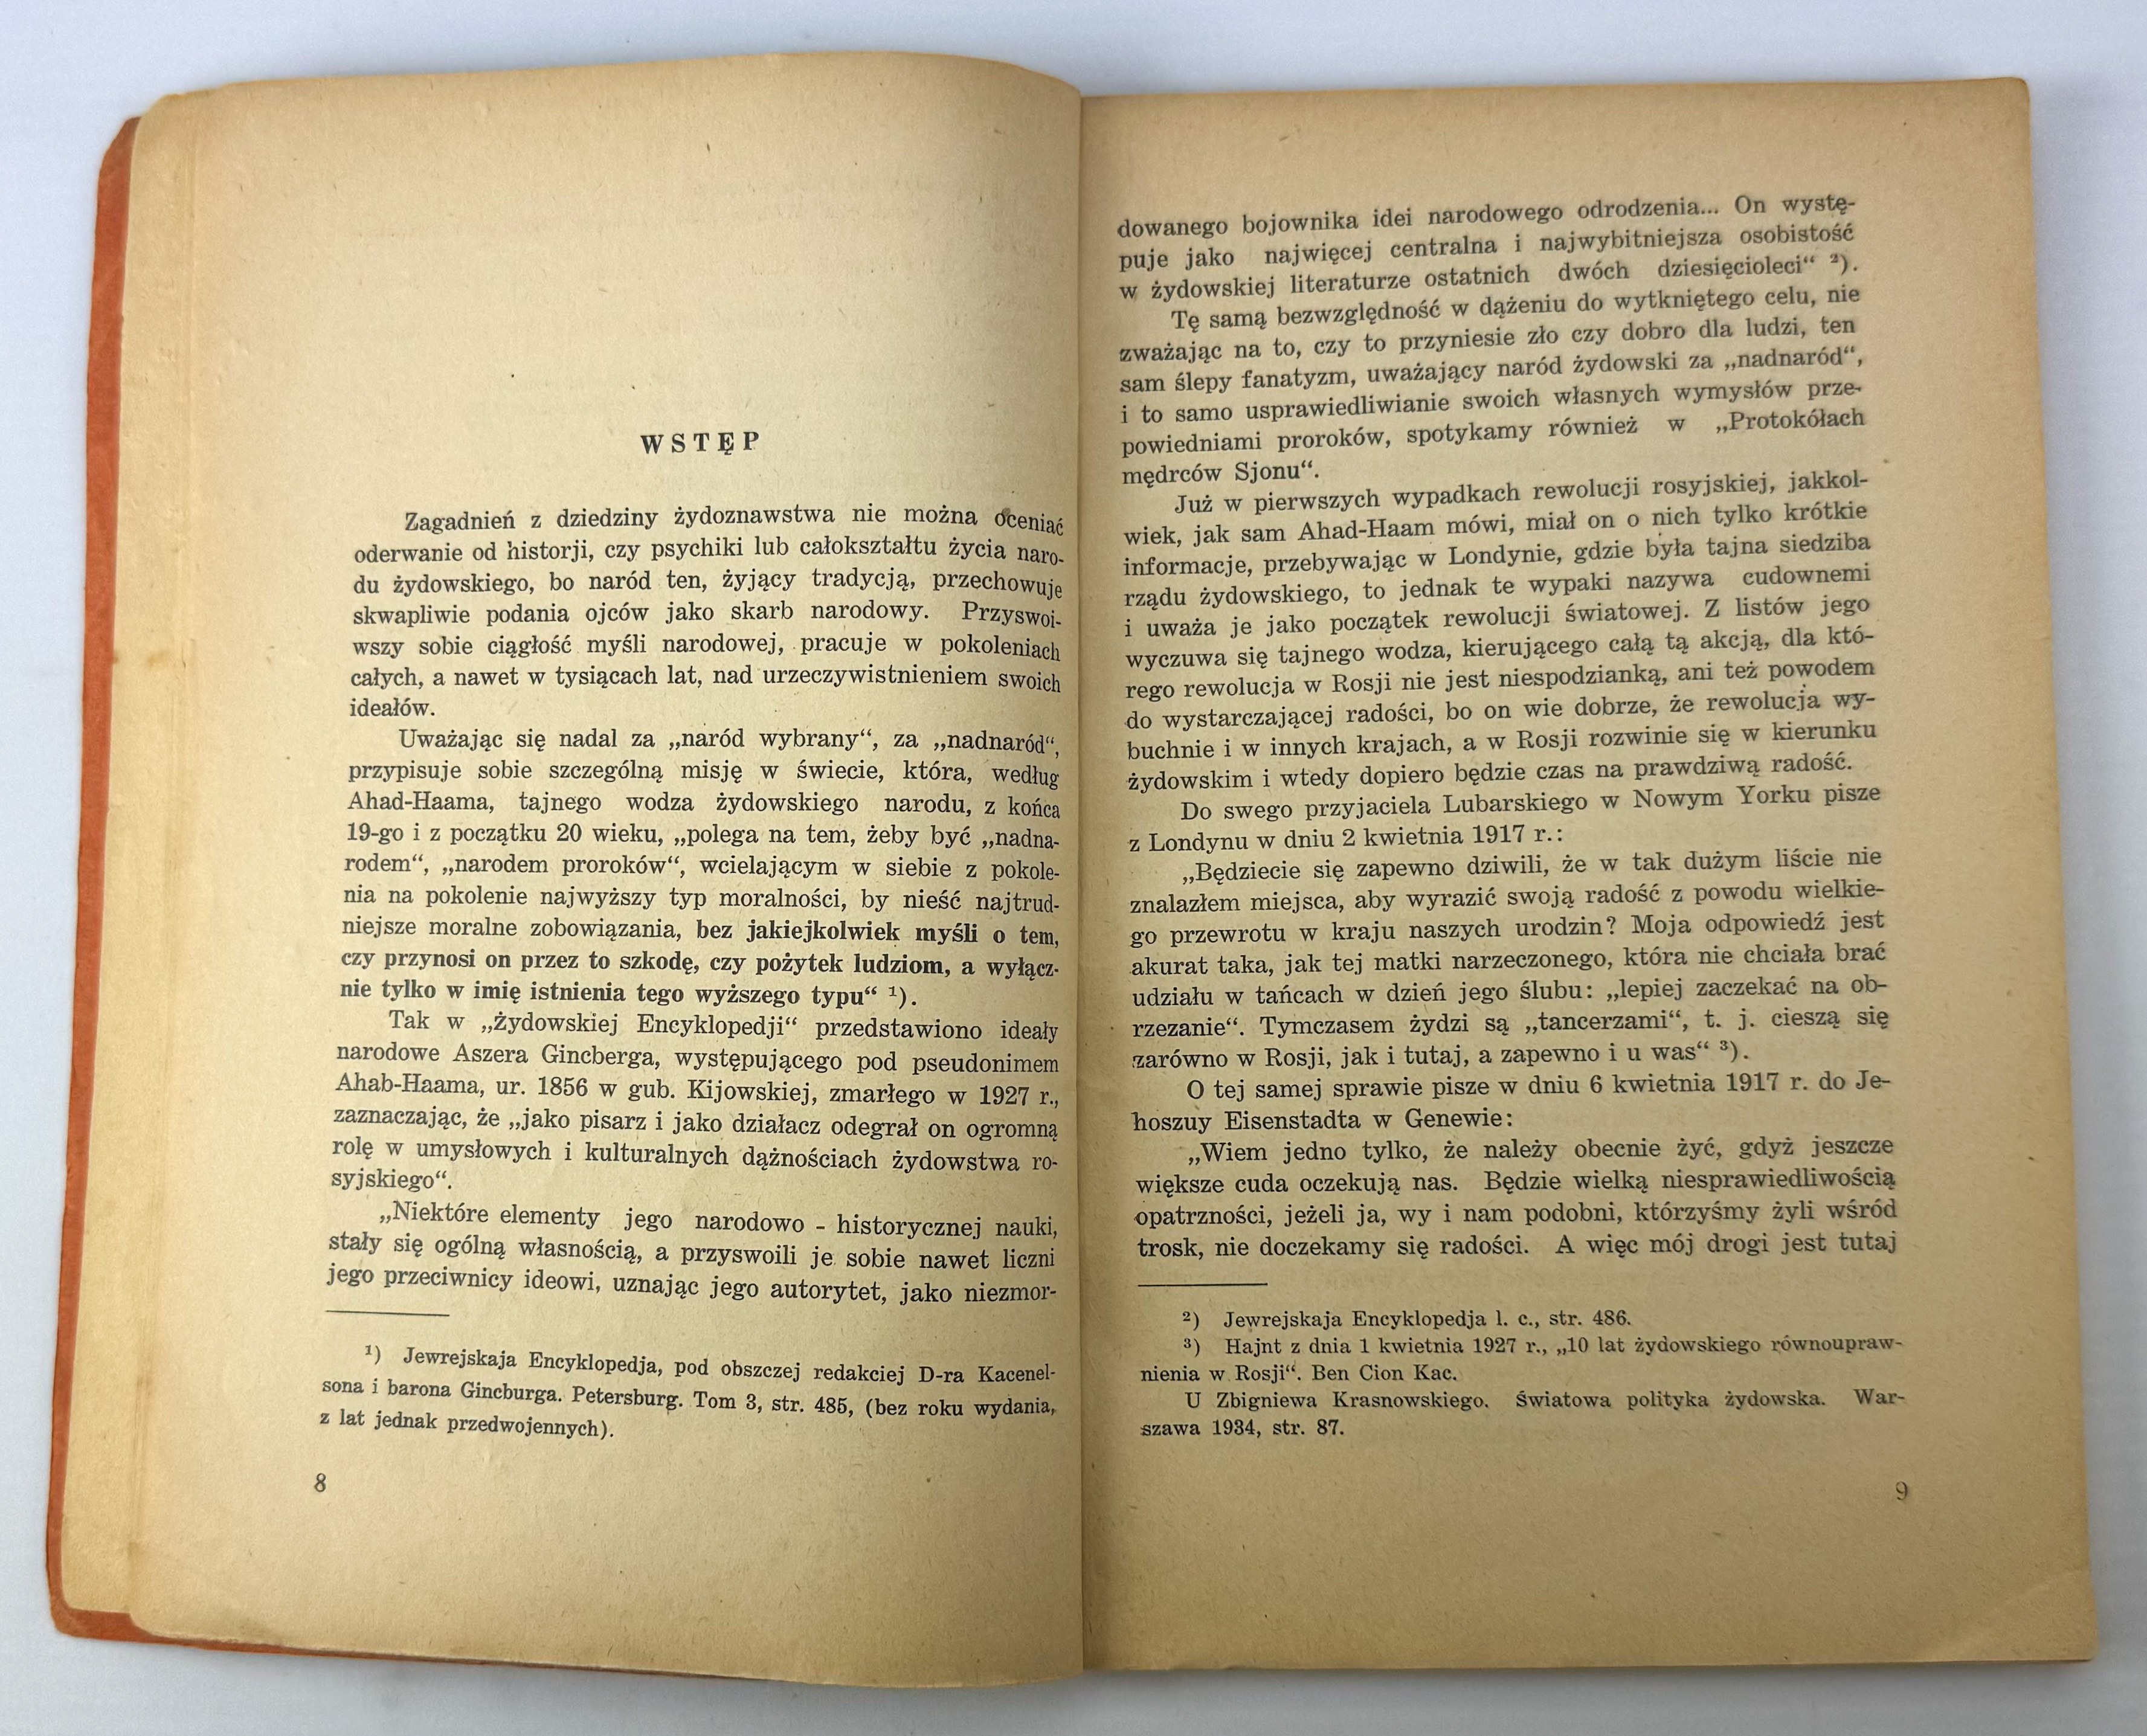 WSTĘP
Zagadnień z dziedziny żydoznawstwa nie można oceniać
oderwanie od historji, czy psychiki lub całokształtu życia naro-
du żydowskiego, bo naród ten, żyjący tradycją, przechowuje
skwapliwie podania ojców jako skarb narodowy. Przyswoi-
wszy sobie ciągłość myśli narodowej, pracuje w pokoleniach
całych, a nawet w tysiącach lat, nad urzeczywistnieniem swoich
ideałów.
Uważając się nadal za „naród wybrany“, za „nadnaród“,
przypisuje sobie szczególną misję w świecie, która, według
Ahad-Haama, tajnego wodza żydowskiego narodu, z końca
19-go i z początku 20 wieku, „polega na tem, żeby być „nadna-
rodem“, „narodem proroków“, wcielającym w siebie z pokole-
nia na pokolenie najwyższy typ moralności, by nieść najtrud-
niejsze moralne zobowiązania, bez jakiejkolwiek myśli o tem,
czy przynosi on przez to szkodę, czy pożytek ludziom, a wyłącz-
nie tylko w imię istnienia tego wyższego typu“ ¹).
Tak w „Żydowskiej Encyklopedji“ przedstawiono ideały
narodowe Aszera Gincberga, występującego pod pseudonimem
Ahab-Haama, ur. 1856 w gub. Kijowskiej, zmarłego w 1927 r.,
zaznaczając, że „jako pisarz i jako działacz odegrał on ogromną
rolę w umysłowych i kulturalnych dążnościach żydowstwa ro-
syjskiego“.
„Niektóre elementy jego narodowo - historycznej nauki,
stały się ogólną własnością, a przyswoili je sobie nawet liczni
jego przeciwnicy ideowi, uznając jego autorytet, jako niezmor-
¹) Jewrejskaja Encyklopedja, pod obszczej redakciej D-ra Kacenel-
sona i barona Gincburga. Petersburg. Tom 3, str. 485, (bez roku wydania,
z lat jednak przedwojennych).
8
dowanego bojownika idei narodowego odrodzenia... On wystę-
puje jako najwięcej centralna i najwybitniejsza osobistość
w żydowskiej literaturze ostatnich dwóch dziesięcioleci“ ²).
Tę samą bezwzględność w dążeniu do wytkniętego celu, nie
zważając na to, czy to przyniesie zło czy dobro dla ludzi, ten
sam ślepy fanatyzm, uważający naród żydowski za „nadnaród“,
i to samo usprawiedliwianie swoich własnych wymysłów prze-
powiedniami proroków, spotykamy również w „Protokółach
mędrców Sjonu“.
Już w pierwszych wypadkach rewolucji rosyjskiej, jakkol-
wiek, jak sam Ahad-Haam mówi, miał on o nich tylko krótkie
informacje, przebywając w Londynie, gdzie była tajna siedziba
rządu żydowskiego, to jednak te wypaki nazywa cudownemi
i uważa je jako początek rewolucji światowej. Z listów jego
wyczuwa się tajnego wodza, kierującego całą tą akcją, dla któ-
rego rewolucja w Rosji nie jest niespodzianką, ani też powodem
do wystarczającej radości, bo on wie dobrze, że rewolucja wy-
buchnie i w innych krajach, a w Rosji rozwinie się w kierunku
żydowskim i wtedy dopiero będzie czas na prawdziwą radość.
Do swego przyjaciela Lubarskiego w Nowym Yorku pisze
z Londynu w dniu 2 kwietnia 1917 r.:
„Będziecie się zapewno dziwili, że w tak dużym liście nie
znalazłem miejsca, aby wyrazić swoją radość z powodu wielkie-
go przewrotu w kraju naszych urodzin? Moja odpowiedź jest
akurat taka, jak tej matki narzeczonego, która nie chciała brać
udziału w tańcach w dzień jego ślubu: „lepiej zaczekać na ob-
rzezanie“. Tymczasem żydzi są „tancerzami“, t. j. cieszą się
zarówno w Rosji, jak i tutaj, a zapewno i u was“ ³).
O tej samej sprawie pisze w dniu 6 kwietnia 1917 r. do Je-
hoszuy Eisenstadta w Genewie:
„Wiem jedno tylko, że należy obecnie żyć, gdyż jeszcze
większe cuda oczekują nas. Będzie wielką niesprawiedliwością
opatrzności, jeżeli ja, wy i nam podobni, którzyśmy żyli wśród
trosk, nie doczekamy się radości. A więc mój drogi jest tutaj
²) Jewrejskaja Encyklopedja l. c., str. 486.
³) Hajnt z dnia 1 kwietnia 1927 r., „10 lat żydowskiego równoupraw-
nienia w Rosji“. Ben Cion Kac.
U Zbigniewa Krasnowskiego. Światowa polityka żydowska. War-
szawa 1934, str. 87.
9